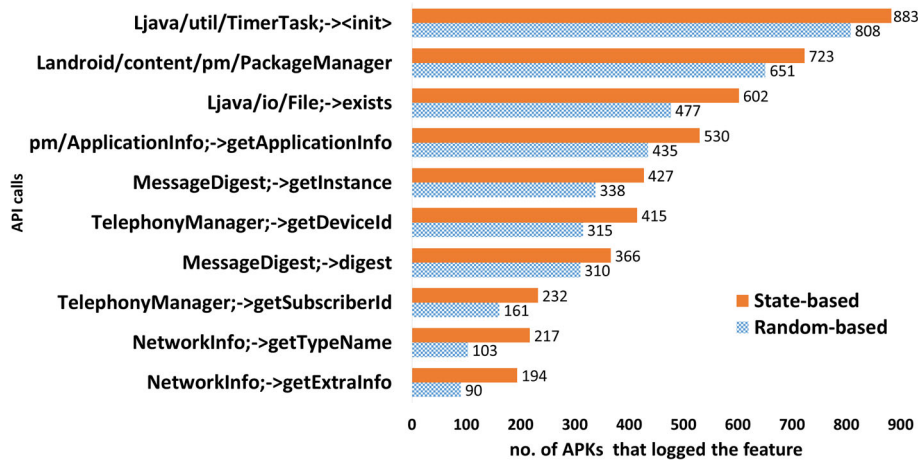 Ljava/util/TimerTask;-><init>
883
808
Landroid/content/pm/PackageManager
723
651
Ljava/io/File;->exists
602
477
pm/ApplicationInfo;->getApplicationInfo
530
435
MessageDigest;->getInstance
427
338
TelephonyManager;->getDeviceId
415
315
MessageDigest;->digest
366
310
TelephonyManager;->getSubscriberId
232
161
NetworkInfo;->getTypeName
217
103
NetworkInfo;->getExtraInfo
194
90
API calls
State-based
Random-based
0 100 200 300 400 500 600 700 800 900
no. of APKs that logged the feature